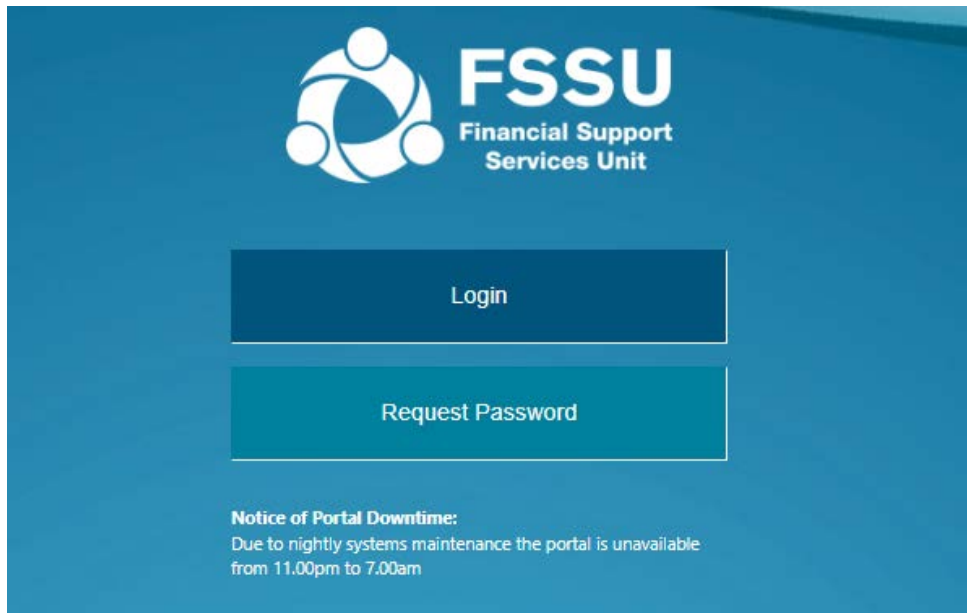 FSSU
Financial Support
Services Unit
Login
Request Password
Notice of Portal Downtime:
Due to nightly systems maintenance the portal is unavailable
from 11.00pm to 7.00am